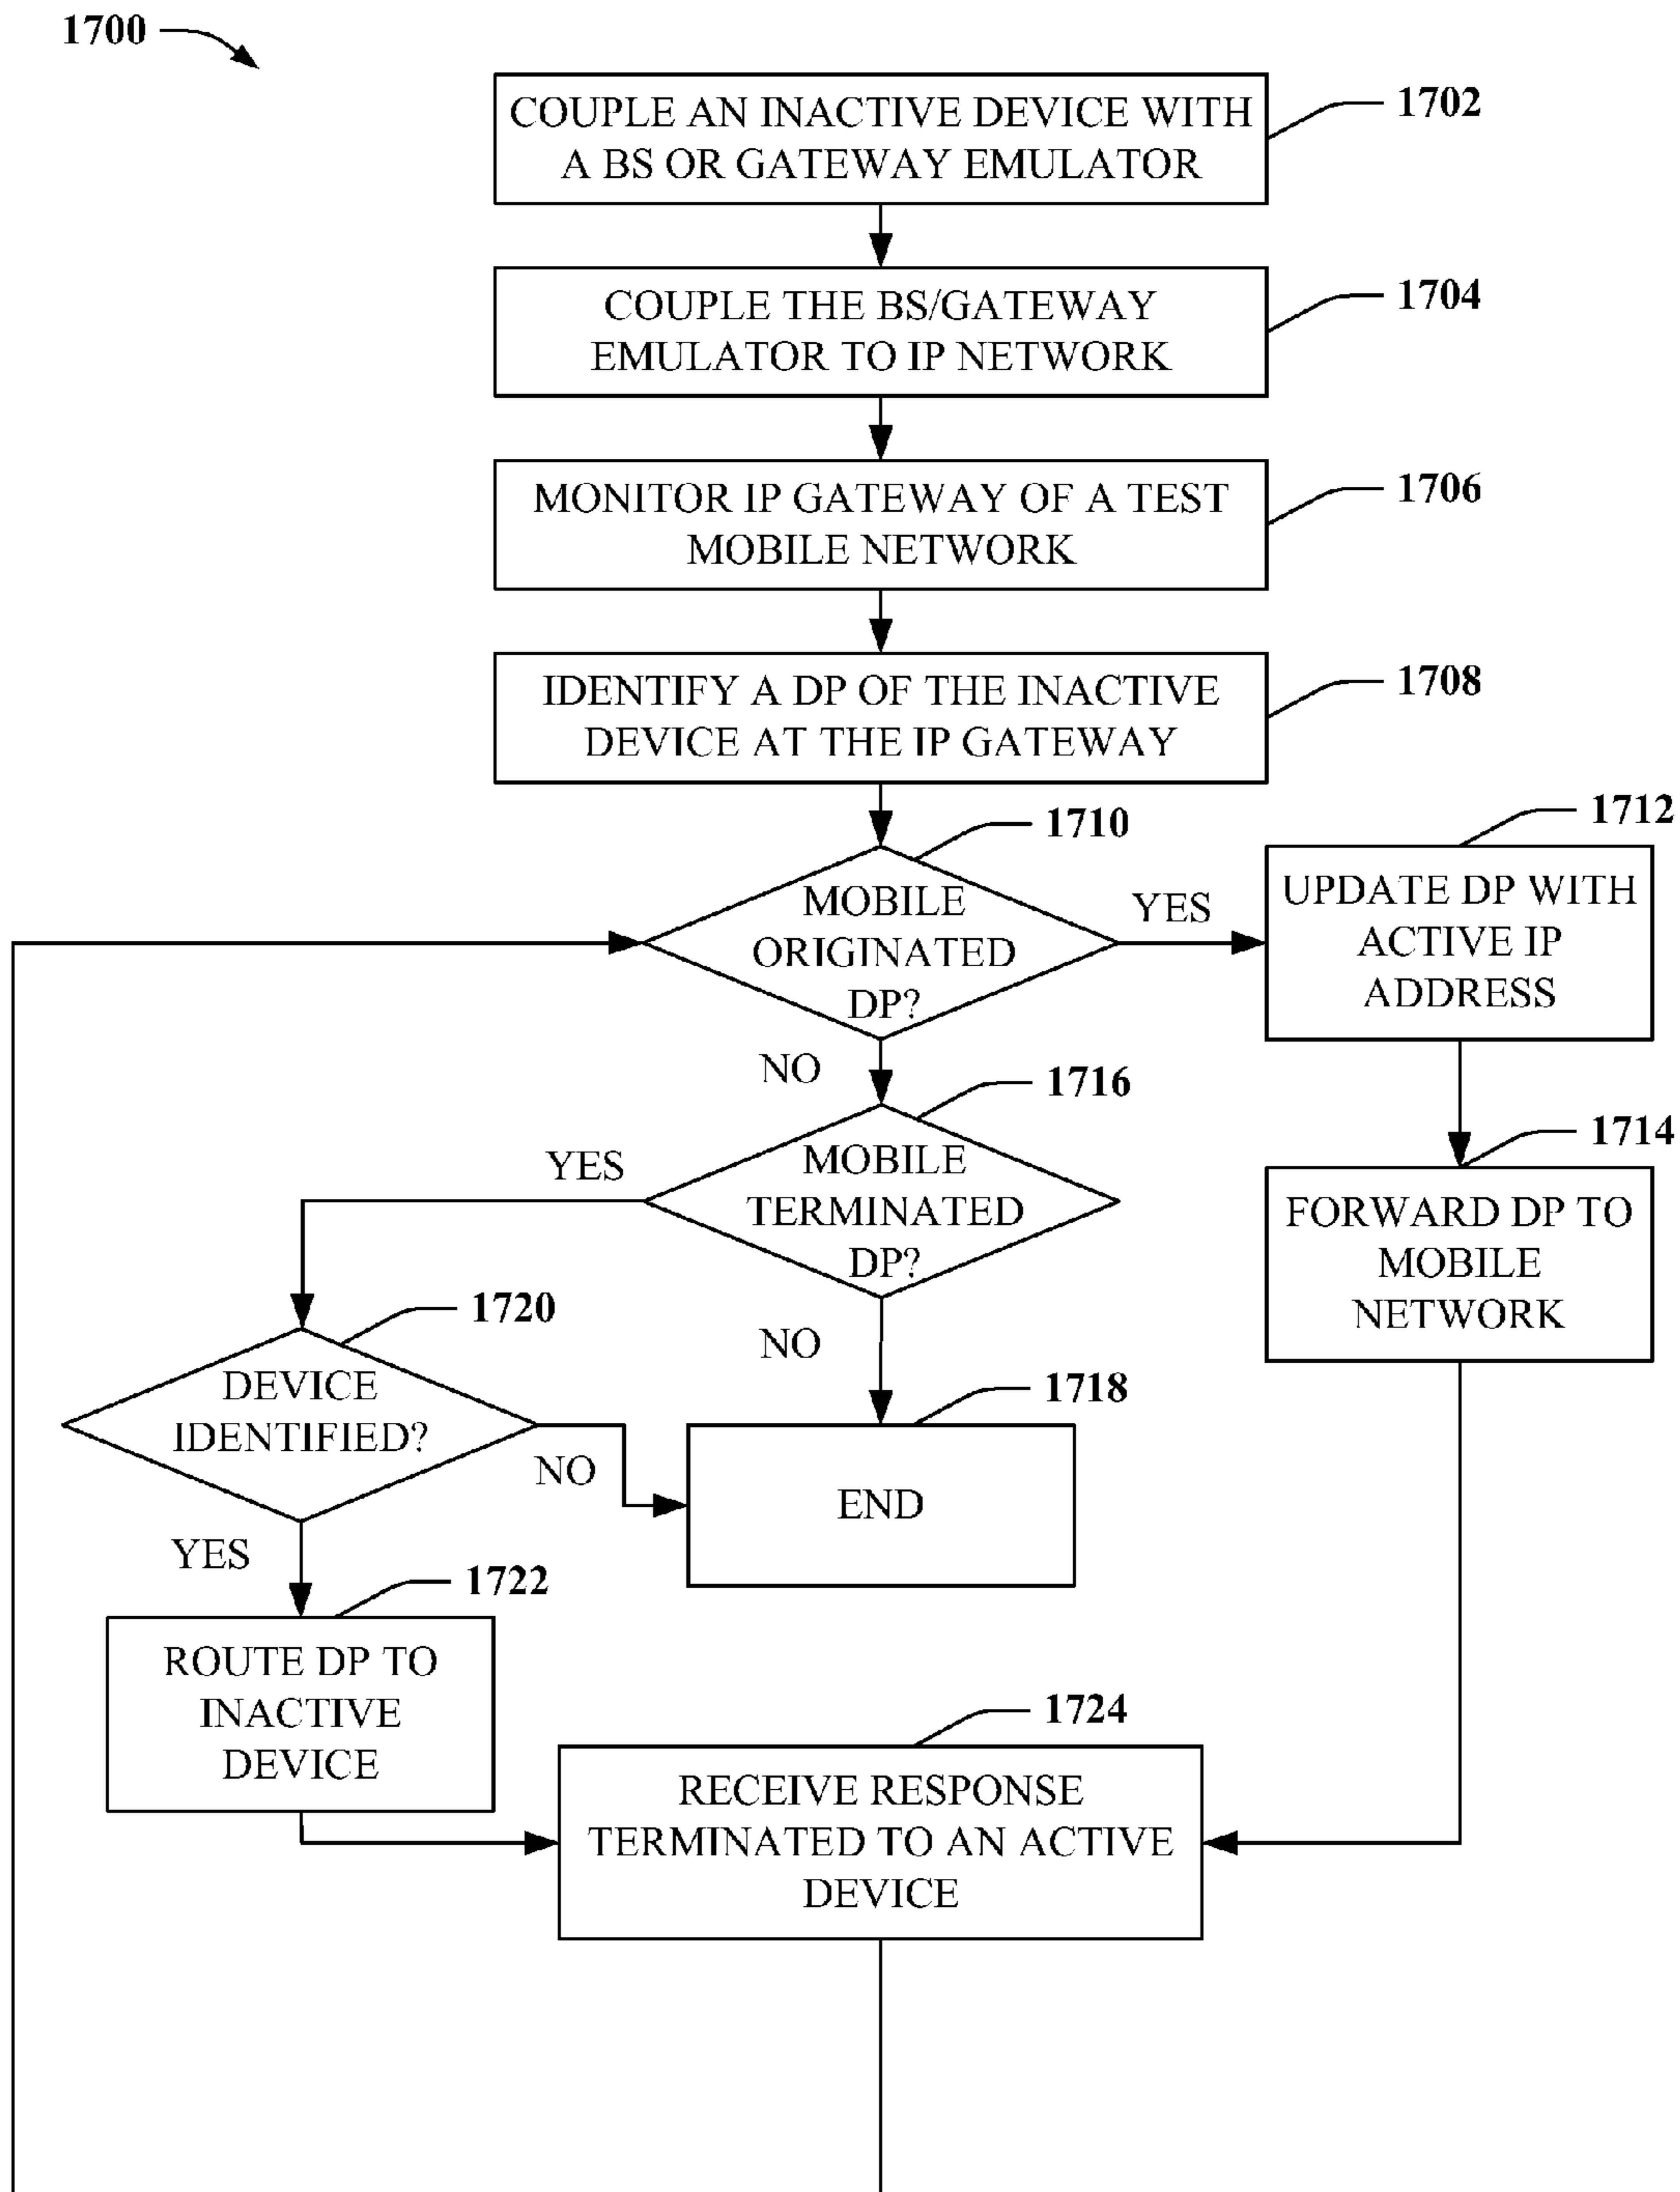 1700
COUPLE AN INACTIVE DEVICE WITH
A BS OR GATEWAY EMULATOR
1702
COUPLE THE BS/GATEWAY
EMULATOR TO IP NETWORK
1704
MONITOR IP GATEWAY OF A TEST
MOBILE NETWORK
1706
IDENTIFY A DP OF THE INACTIVE
DEVICE AT THE IP GATEWAY
1708
1710
MOBILE
ORIGINATED
DP?
YES
NO
1712
UPDATE DP WITH
ACTIVE IP
ADDRESS
1714
FORWARD DP TO
MOBILE
NETWORK
1716
MOBILE
TERMINATED
DP?
YES
NO
1718
END
1720
DEVICE
IDENTIFIED?
NO
YES
1722
ROUTE DP TO
INACTIVE
DEVICE
1724
RECEIVE RESPONSE
TERMINATED TO AN ACTIVE
DEVICE